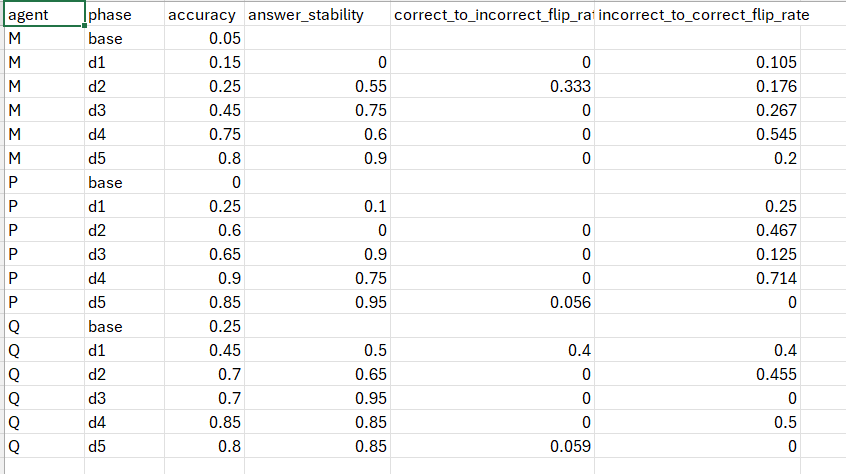 agent phase accuracy answer_stability correct_to_incorrect_flip_rat incorrect_to_correct_flip_rate
M base 0.05
M d1 0.15 0 0 0.105
M d2 0.25 0.55 0.333 0.176
M d3 0.45 0.75 0 0.267
M d4 0.75 0.6 0 0.545
M d5 0.8 0.9 0 0.2
P base 0
P d1 0.25 0.1 0.25
P d2 0.6 0 0 0.467
P d3 0.65 0.9 0 0.125
P d4 0.9 0.75 0 0.714
P d5 0.85 0.95 0.056 0
Q base 0.25
Q d1 0.45 0.5 0.4 0.4
Q d2 0.7 0.65 0 0.455
Q d3 0.7 0.95 0 0
Q d4 0.85 0.85 0 0.5
Q d5 0.8 0.85 0.059 0